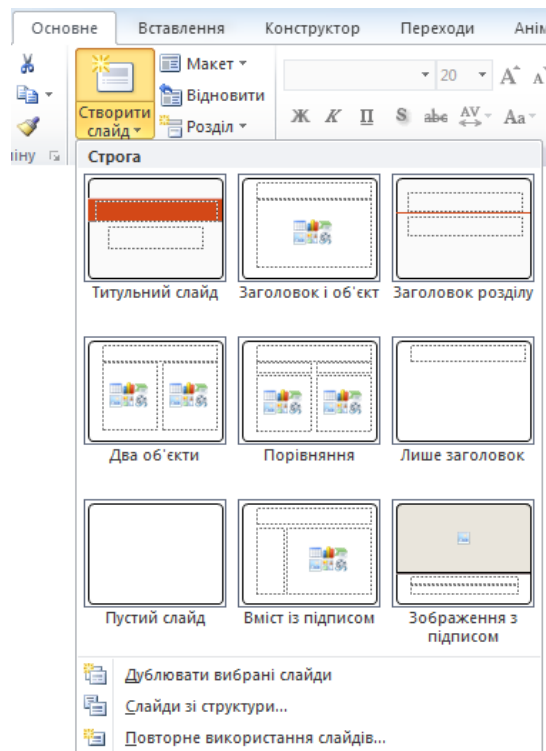 Основне Вставлення Конструктор Переходи Анім
Макет
20 А А
Відновити
Створити слайд
Розділ
Ж К П S abc AV Aa
іну
Строга
Титульний слайд Заголовок і об'єкт Заголовок розділу
Два об'єкти Порівняння Лише заголовок
Пустий слайд Вміст із підписом Зображення з підписом
Дублювати вибрані слайди
Слайди зі структури...
Повторне використання слайдів...